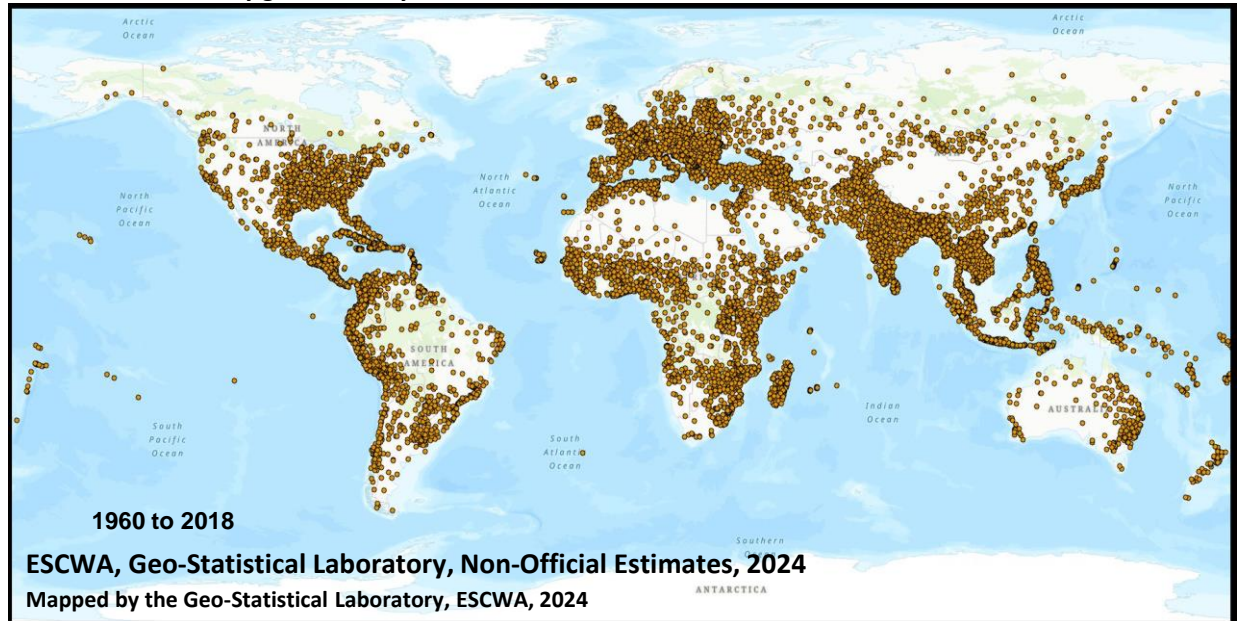 Arctic
Ocean
Arctic
Ocean
NORTH
AMERICA
North
Pacific
Ocean
North
Atlantic
Ocean
North
Pacific
Ocean
SOUTH
AMERICA
South
Pacific
Ocean
South
Atlantic
Ocean
Indian
Ocean
AUSTRALI
1960 to 2018
Southern
Ocean
ESCWA, Geo-Statistical Laboratory, Non-Official Estimates, 2024
Mapped by the Geo-Statistical Laboratory, ESCWA, 2024
ANTARCTICA